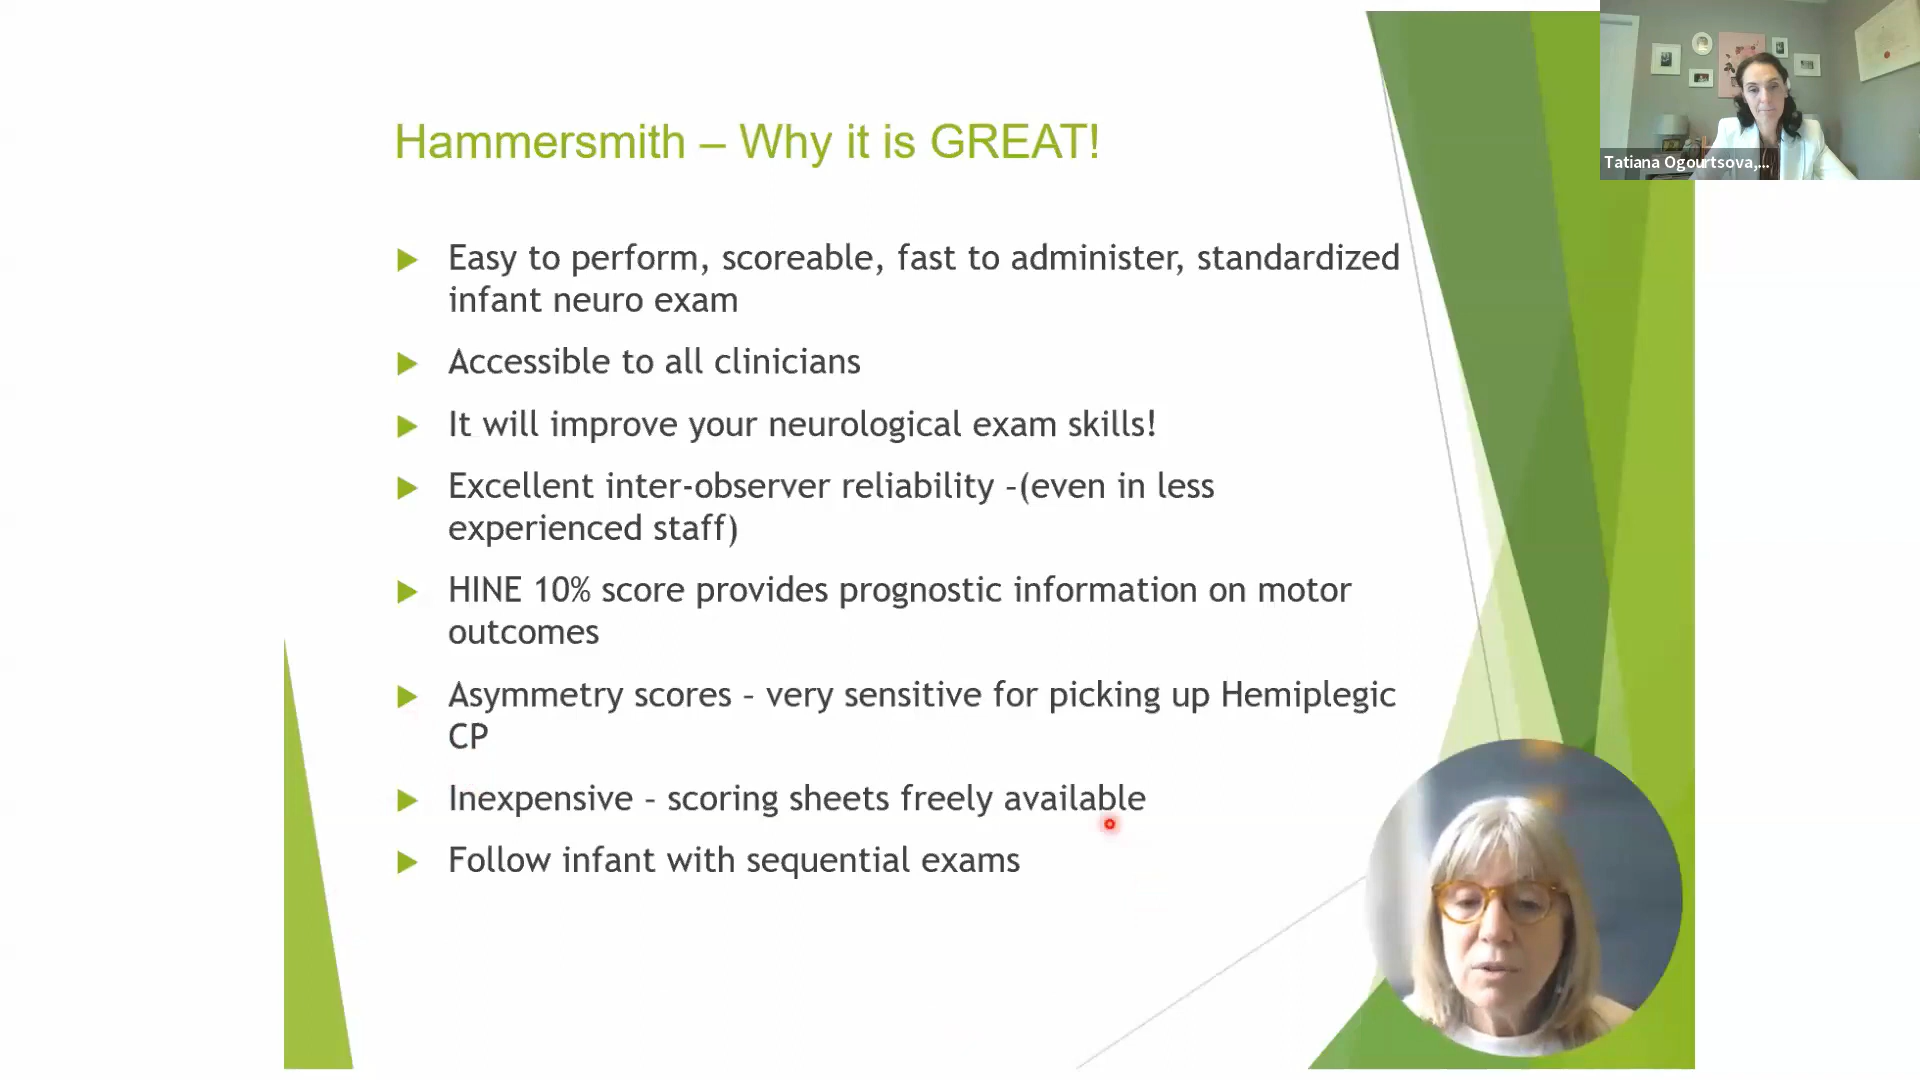 Hammersmith – Why it is GREAT!
Easy to perform, scoreable, fast to administer, standardized
infant neuro exam
Accessible to all clinicians
It will improve your neurological exam skills!
Excellent inter-observer reliability –(even in less
experienced staff)
HINE 10% score provides prognostic information on motor
outcomes
Asymmetry scores – very sensitive for picking up Hemiplegic
CP
Inexpensive – scoring sheets freely available
Follow infant with sequential exams
Tatiana Ogourtsova,...